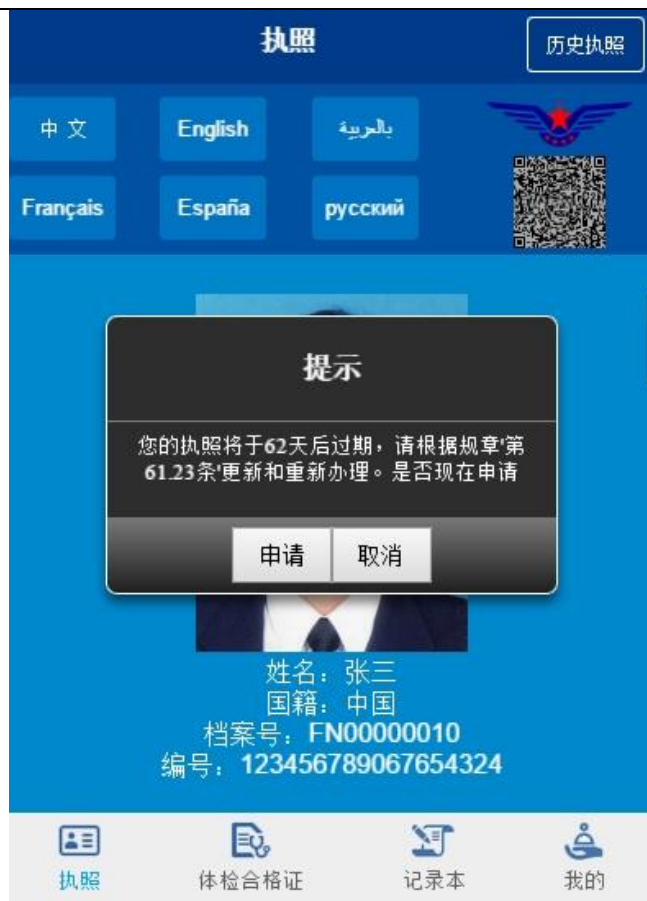 执照
历史执照
中 文
English
بالعربية
Français
España
русский
提示
您的执照将于62天后过期，请根据规章'第
61.23条'更新和重新办理。是否现在申请
申请
取消
姓名：张三
国籍：中国
档案号：FN00000010
编号：123456789067654324
执照
体检合格证
记录本
我的